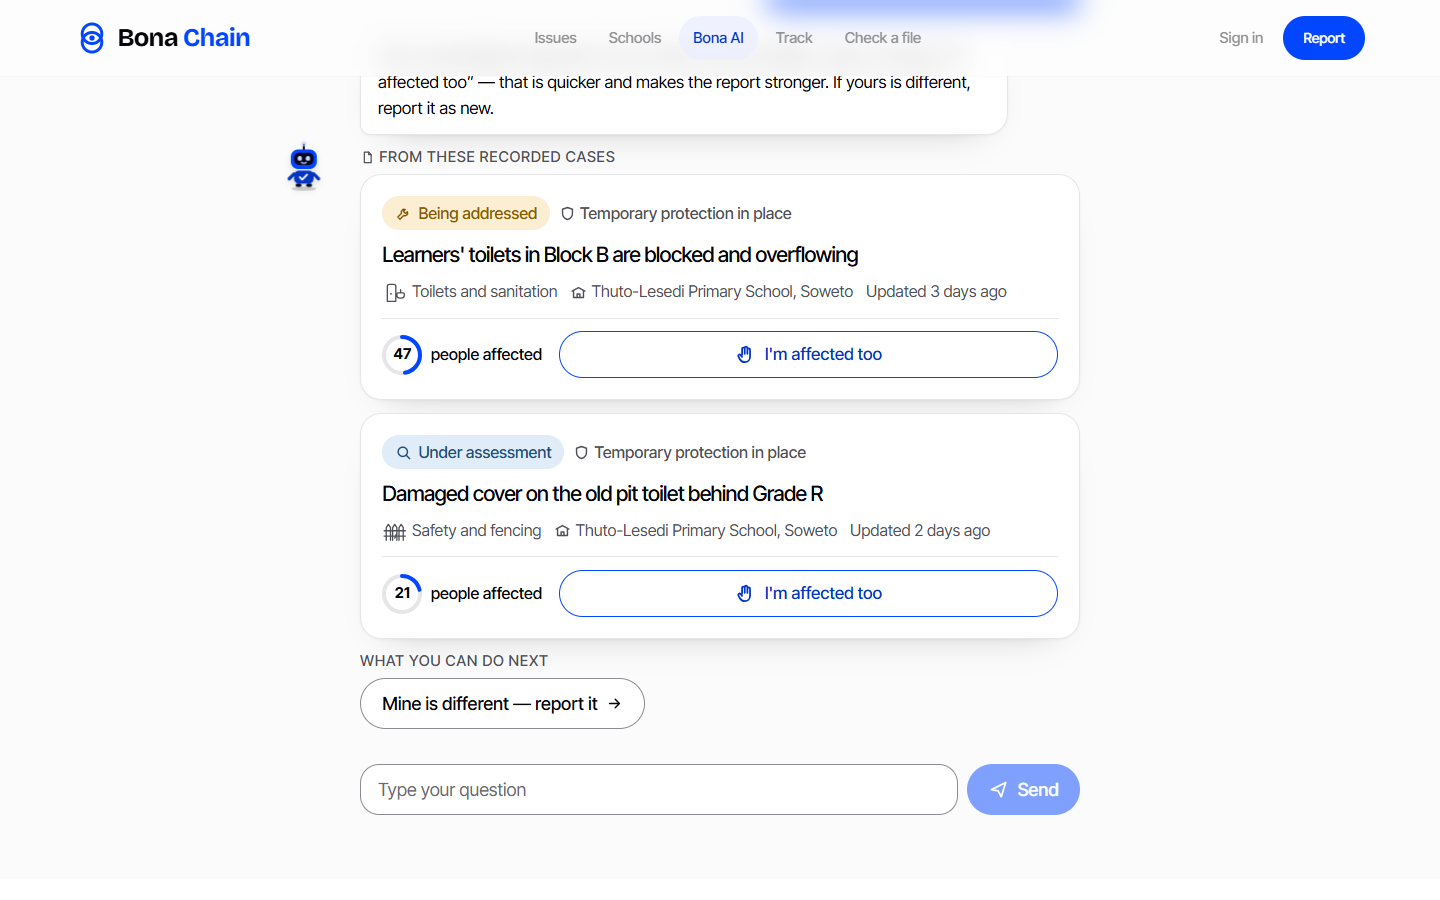 Bona Chain
Issues
Schools
Bona AI
Track
Check a file
Sign in
Report
affected too” — that is quicker and makes the report stronger. If yours is different,
report it as new.
FROM THESE RECORDED CASES
Being addressed
Temporary protection in place
Learners' toilets in Block B are blocked and overflowing
Toilets and sanitation
Thuto-Lesedi Primary School, Soweto
Updated 3 days ago
47
people affected
I'm affected too
Under assessment
Temporary protection in place
Damaged cover on the old pit toilet behind Grade R
Safety and fencing
Thuto-Lesedi Primary School, Soweto
Updated 2 days ago
21
people affected
I'm affected too
WHAT YOU CAN DO NEXT
Mine is different — report it →
Type your question
Send